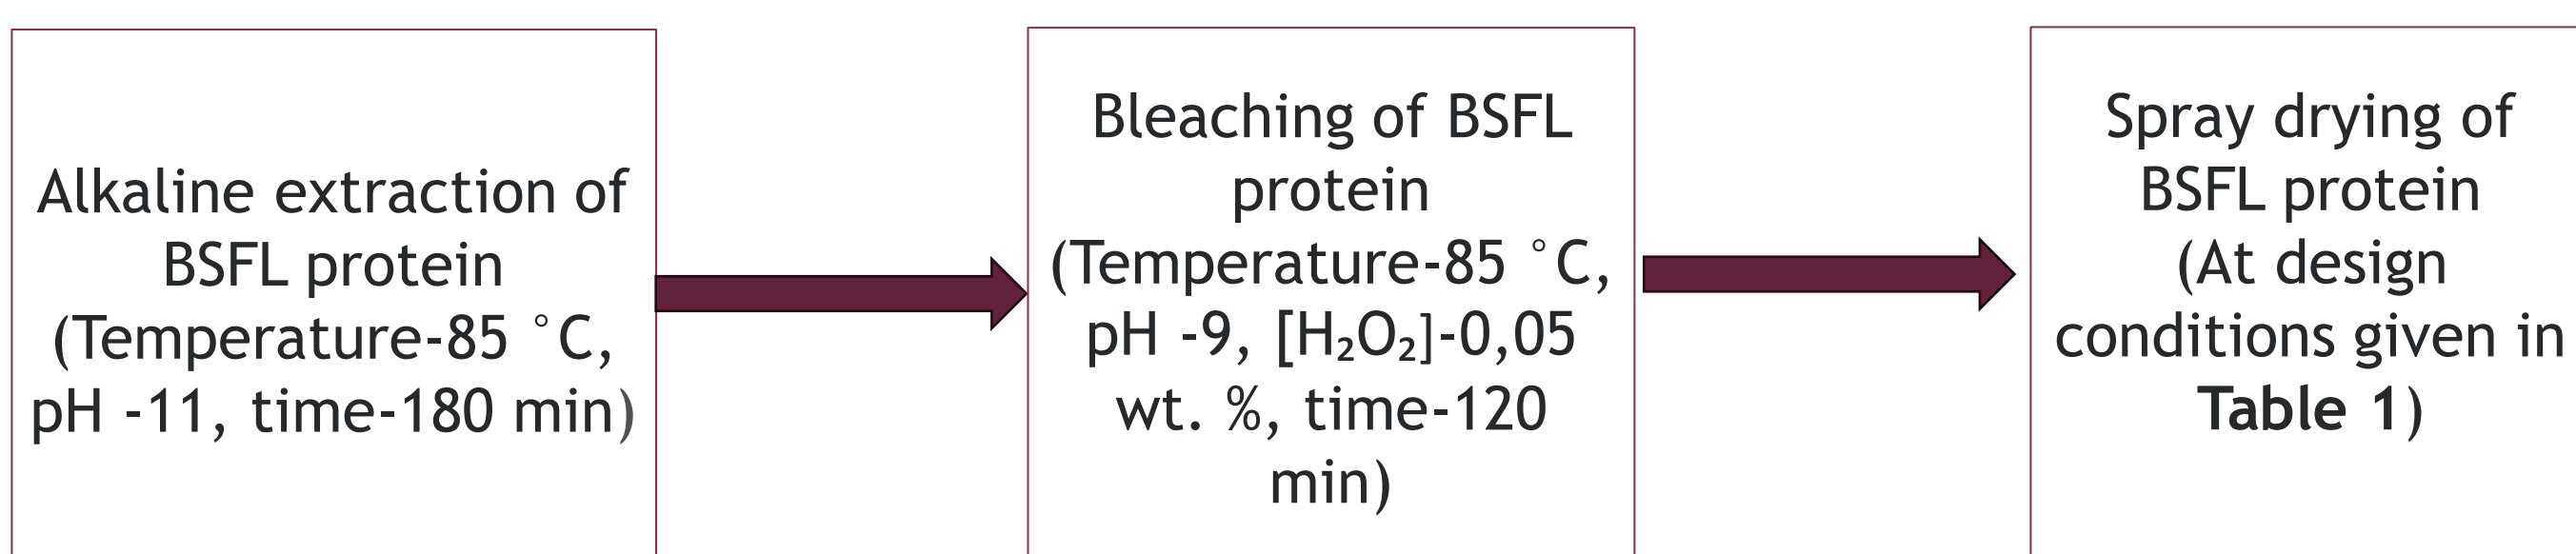 Alkaline extraction of
BSFL protein
(Temperature-85 °C,
pH -11, time-180 min)
Bleaching of BSFL
protein
(Temperature-85 °C,
pH -9, [H₂O₂]-0,05
wt. %, time-120
min)
Spray drying of
BSFL protein
(At design
conditions given in
Table 1)